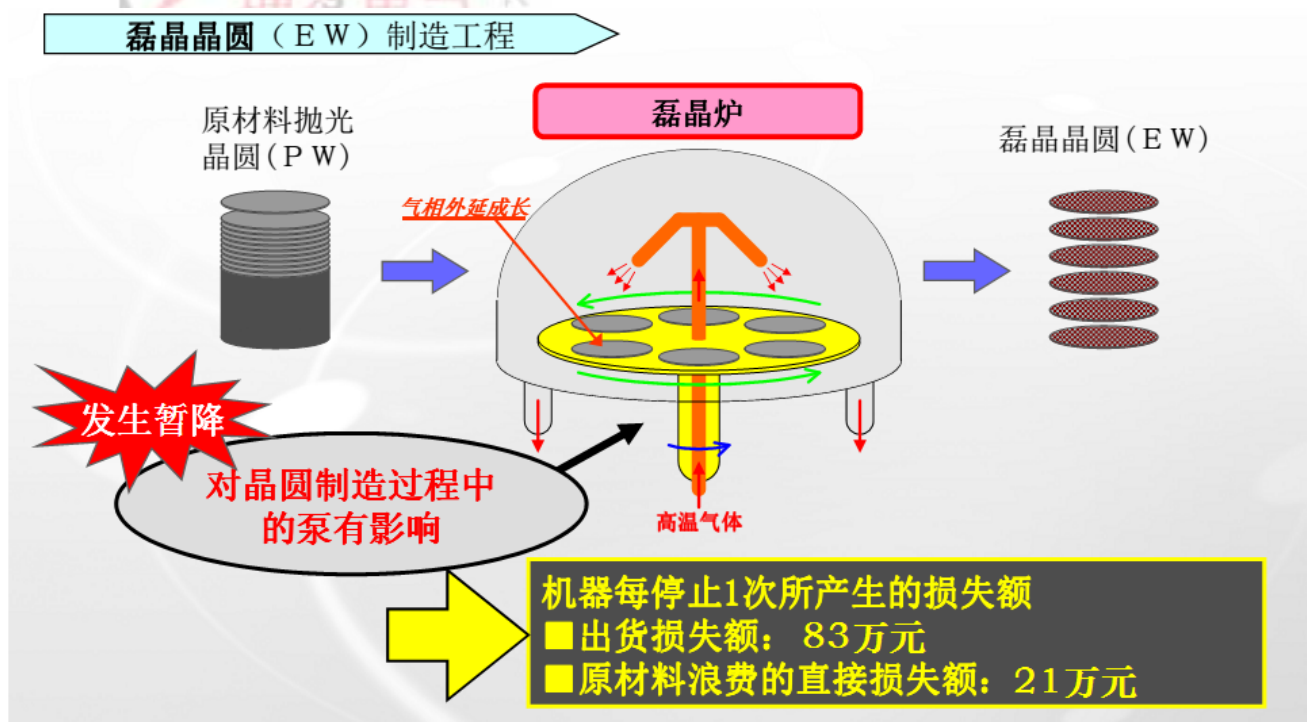 磊晶晶圆（ＥＷ）制造工程
原材料抛光
晶圆(ＰＷ)
磊晶炉
磊晶晶圆(ＥＷ)
气相外延成长
发生暂降
对晶圆制造过程中
的泵有影响
高温气体
机器每停止1次所产生的损失额
■出货损失额： 83万元
■原材料浪费的直接损失额：21万元